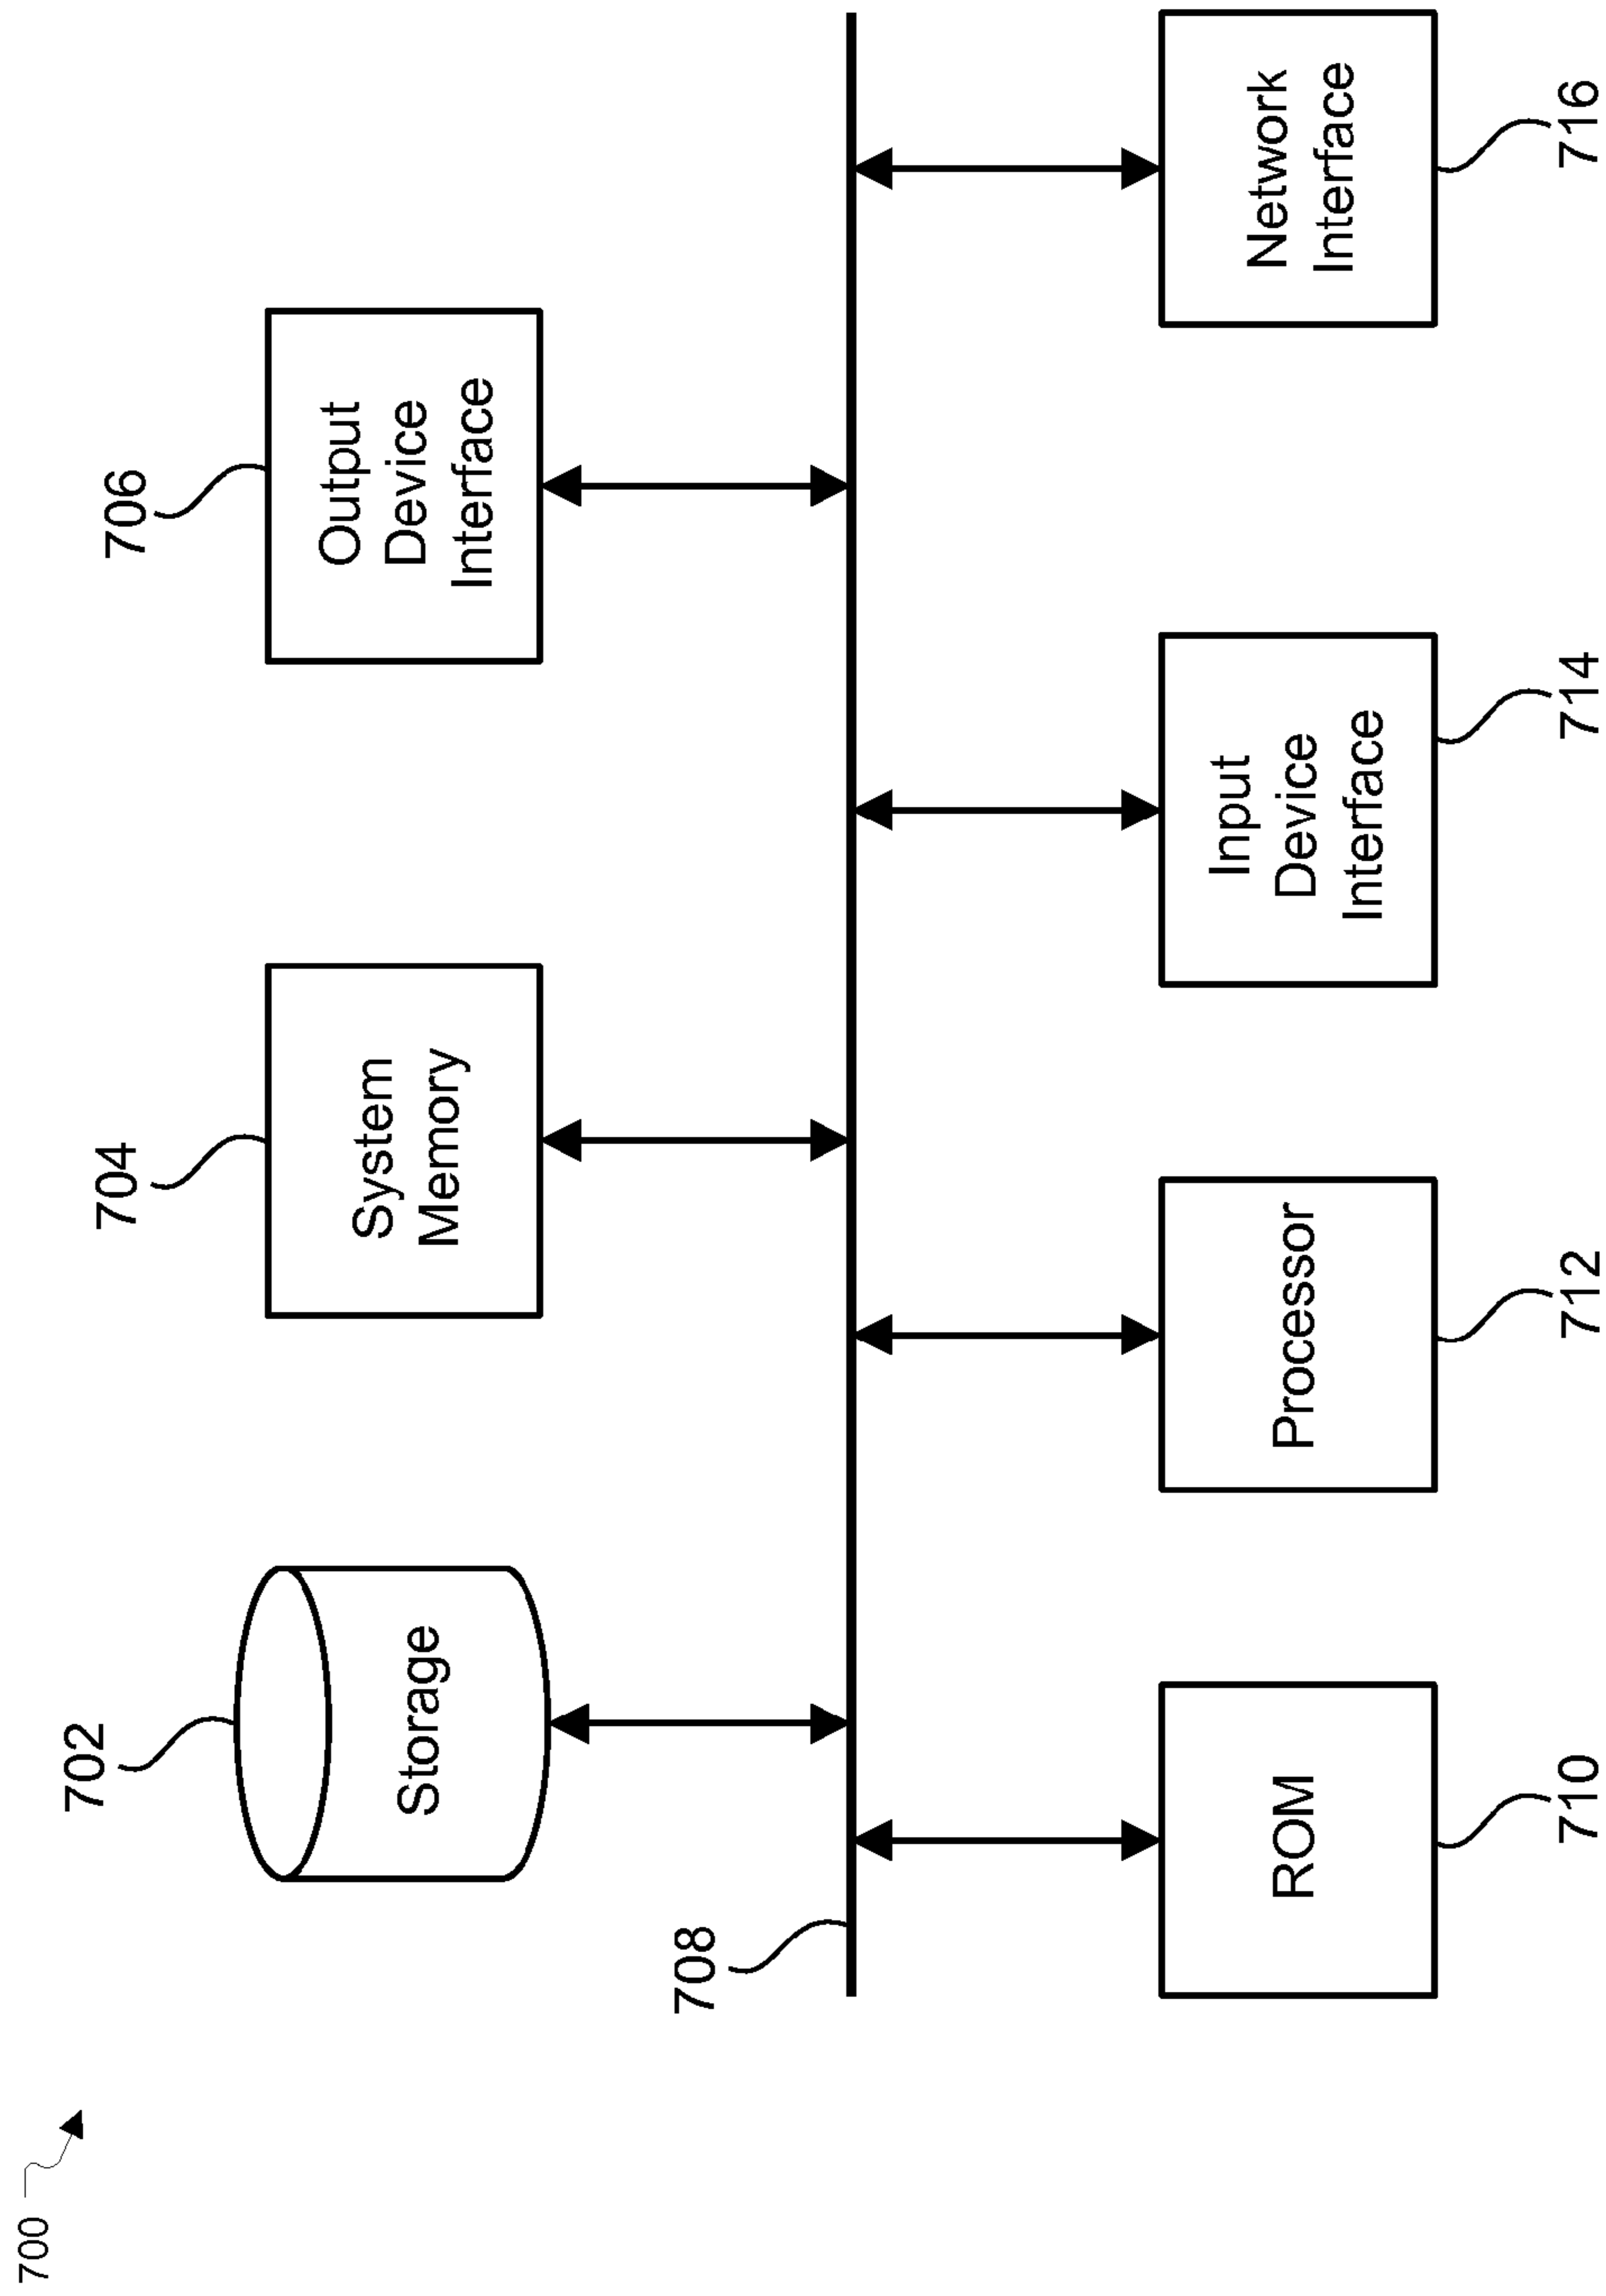 700
702
704
706
Storage
System
Memory
Output
Device
Interface
708
ROM
Processor
Input
Device
Interface
Network
Interface
710
712
714
716